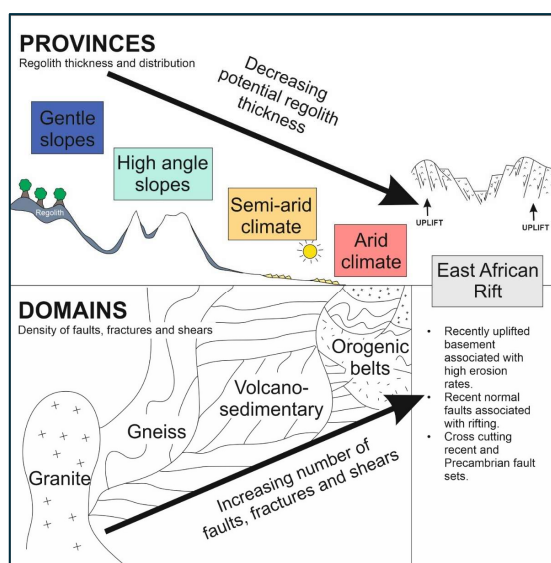 PROVINCES
Regolith thickness and distribution
Decreasing
potential regolith
thickness
Gentle
slopes
High angle
slopes
Regolith
Semi-arid
climate
Arid
climate
UPLIFT
UPLIFT
East African
Rift
DOMAINS
Density of faults, fractures and shears
Granite
Gneiss
Volcano-
sedimentary
Orogenic
belts
Increasing number of
faults, fractures and shears
• Recently uplifted
basement
associated with
high erosion
rates.
• Recent normal
faults associated
with rifting.
• Cross cutting
recent and
Precambrian fault
sets.